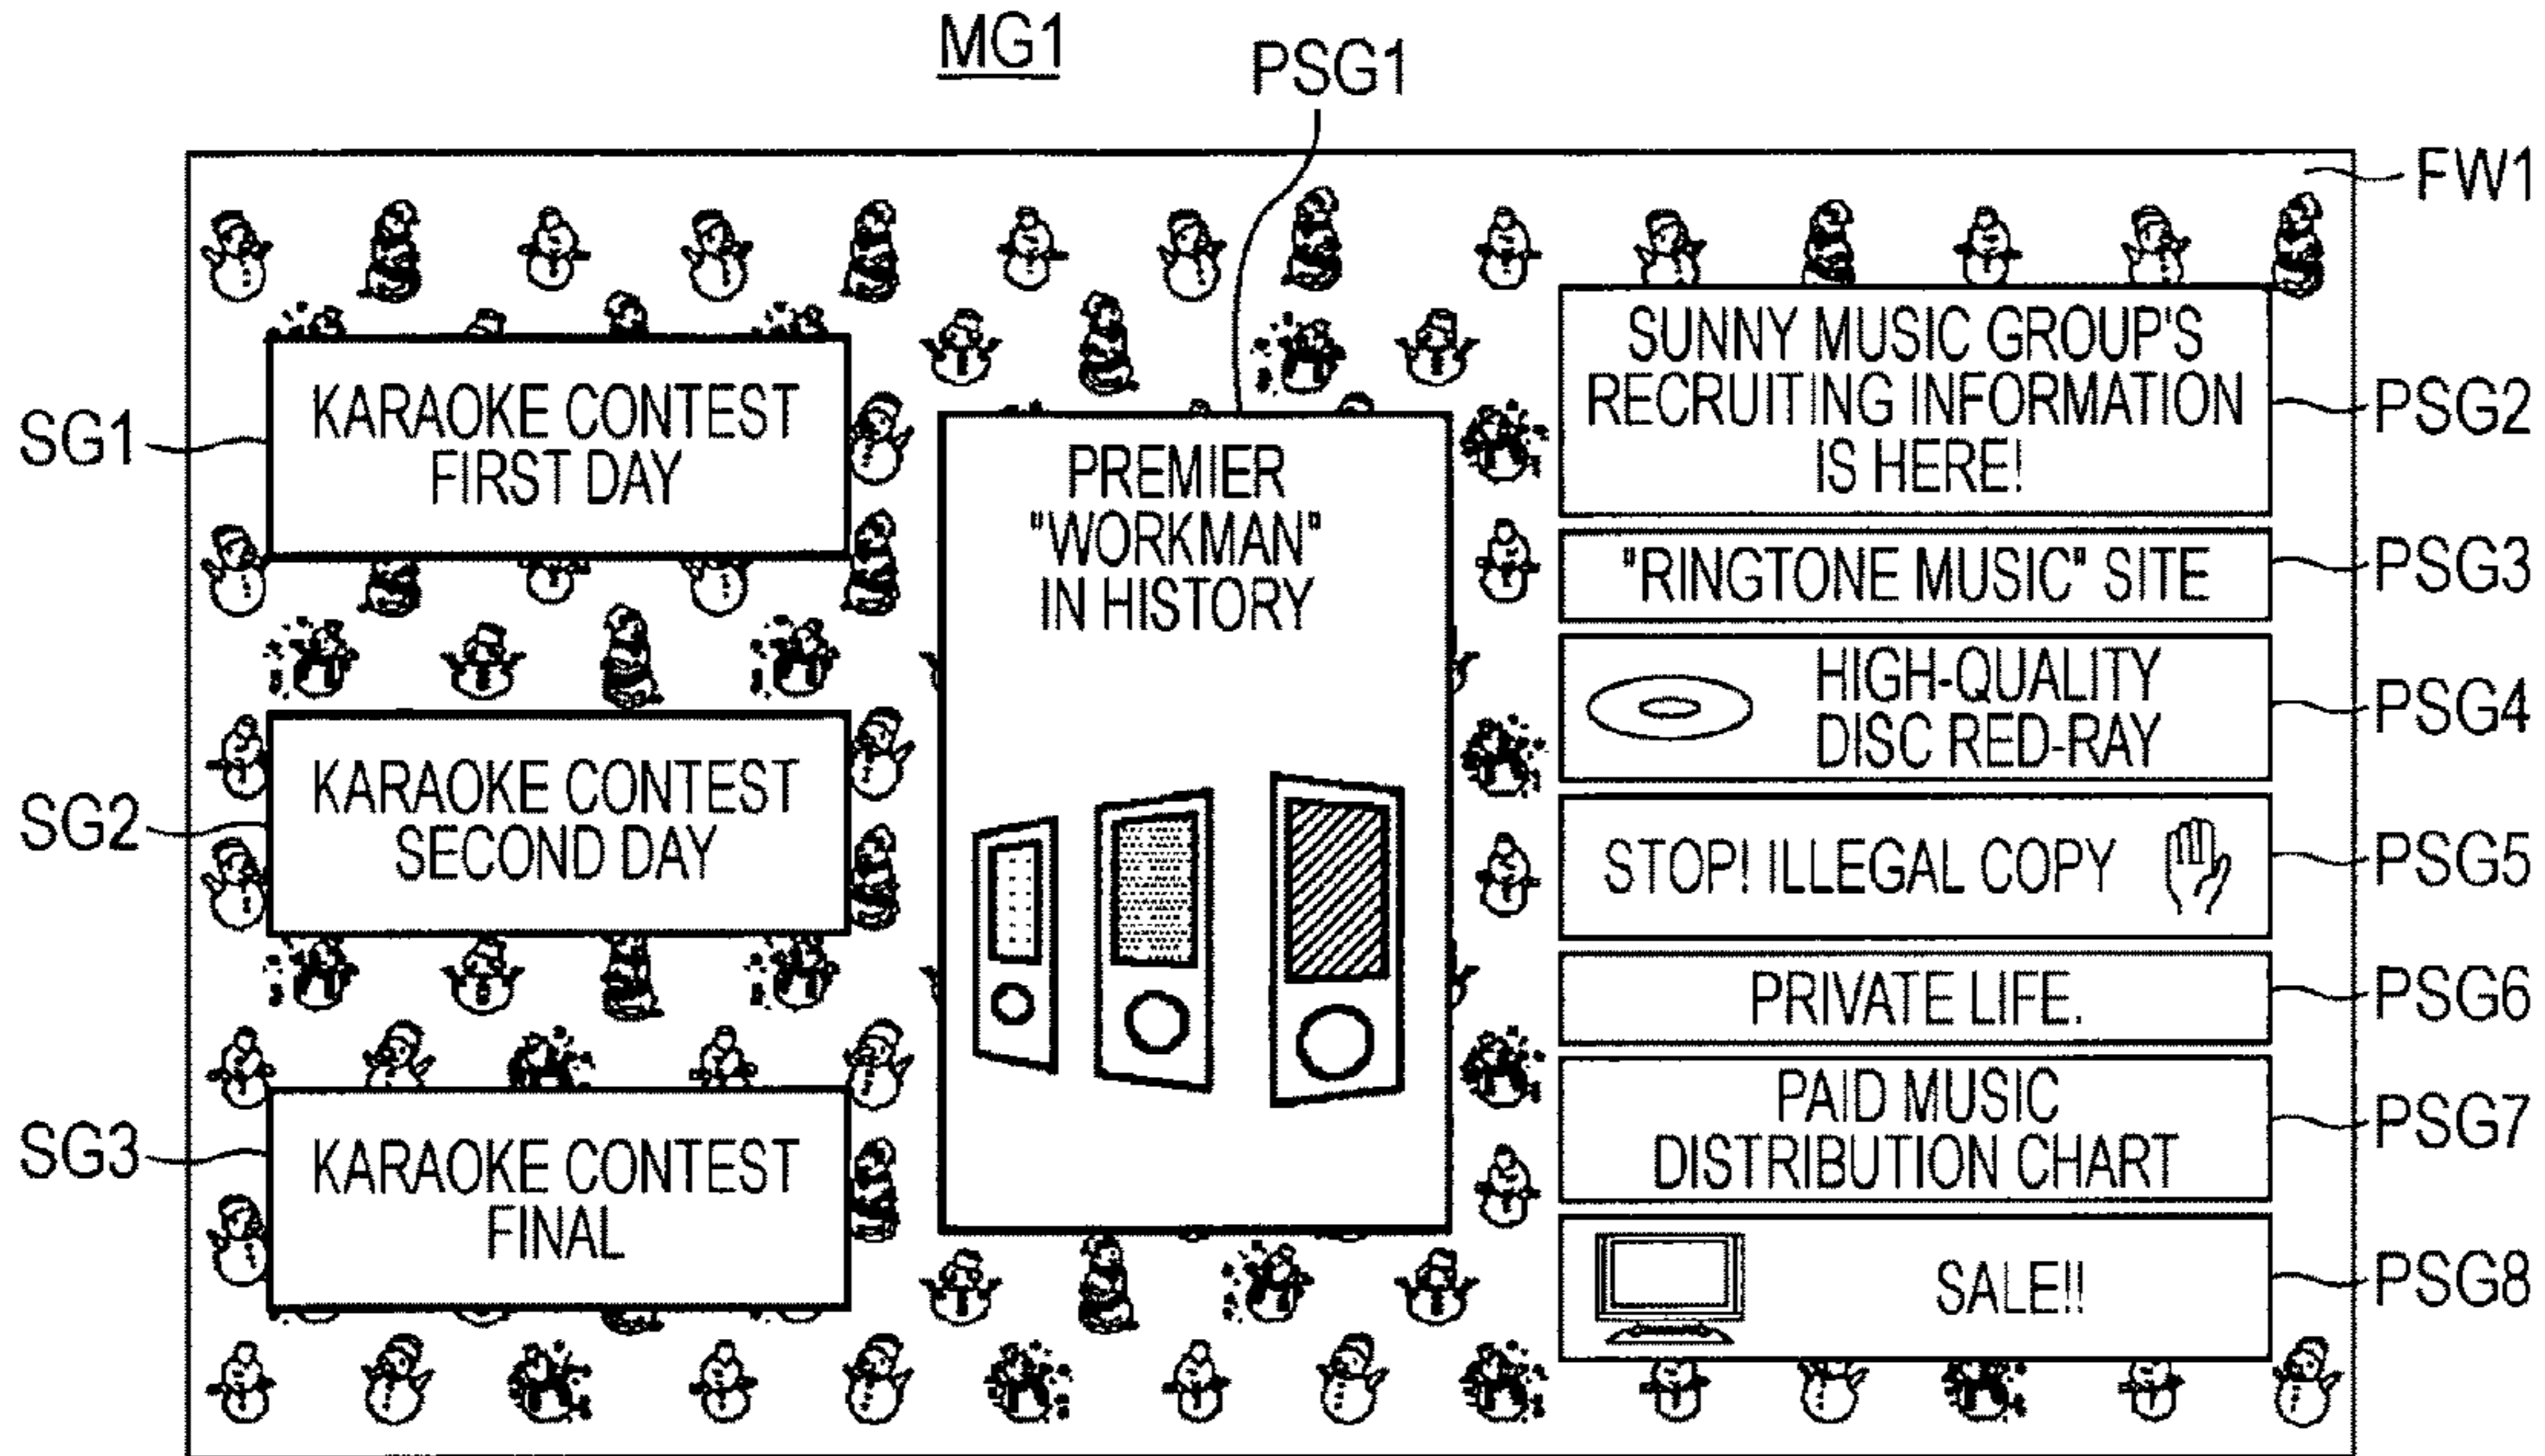 MG1
PSG1
FW1
SG1
KARAOKE CONTEST
FIRST DAY
SG2
KARAOKE CONTEST
SECOND DAY
SG3
KARAOKE CONTEST
FINAL
PREMIER
"WORKMAN"
IN HISTORY
SUNNY MUSIC GROUP'S
RECRUITING INFORMATION
IS HERE!
PSG2
"RINGTONE MUSIC" SITE
PSG3
HIGH-QUALITY
DISC RED-RAY
PSG4
STOP! ILLEGAL COPY
PSG5
PRIVATE LIFE.
PSG6
PAID MUSIC
DISTRIBUTION CHART
PSG7
SALE!!
PSG8